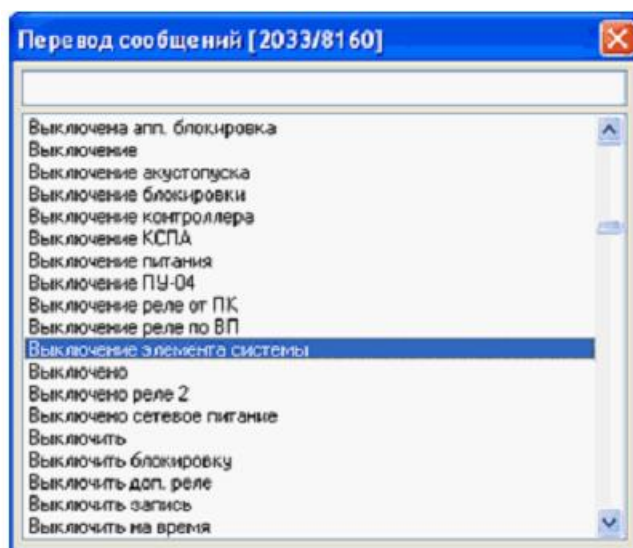 Перевод сообщений [2033/8160]
Выключена апп. блокировка
Выключение
Выключение акустопуска
Выключение блокировки
Выключение контроллера
Выключение КСПА
Выключение питания
Выключение ПУ-04
Выключение реле от ПК
Выключение реле по ВП
Выключение элемента системы
Выключено
Выключено реле 2
Выключено сетевое питание
Выключить
Выключить блокировку
Выключить доп. реле
Выключить запись
Выключить на время